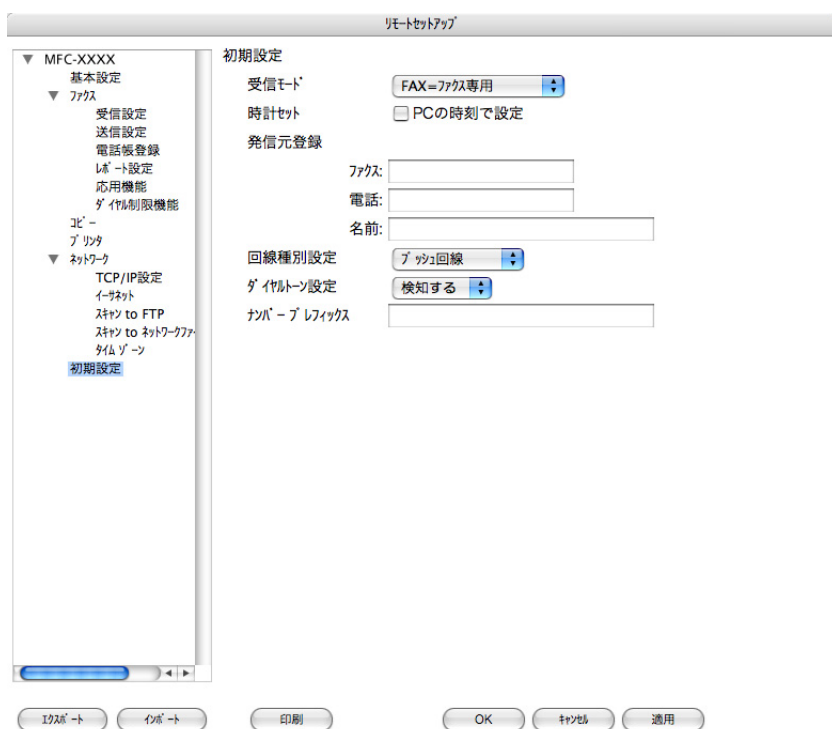 ﾘﾓｰﾄｾｯﾄｱｯﾌﾟ
▼ MFC-XXXX
基本設定
▼ ﾌｧｸｽ
受信設定
送信設定
電話帳登録
ﾚﾎﾟｰﾄ設定
応用機能
ﾀﾞｲﾔﾙ制限機能
ｺﾋﾟｰ
ﾌﾟﾘﾝﾀ
▼ ﾈｯﾄﾜｰｸ
TCP/IP設定
ｲｰｻﾈｯﾄ
ｽｷｬﾝ to FTP
ｽｷｬﾝ to ﾈｯﾄﾜｰｸﾌｧ
ﾀｲﾑ ｿﾞｰﾝ
初期設定
初期設定
受信ﾓｰﾄﾞ FAX=ﾌｧｸｽ専用
時計ｾｯﾄ PCの時刻で設定
発信元登録
ﾌｧｸｽ:
電話:
名前:
回線種別設定 ﾌﾟｯｼｭ回線
ﾀﾞｲﾔﾙﾄｰﾝ設定 検知する
ﾅﾝﾊﾞｰ ﾌﾟﾚﾌｨｯｸｽ
ｴｸｽﾎﾟｰﾄ ｲﾝﾎﾟｰﾄ 印刷 OK ｷｬﾝｾﾙ 適用